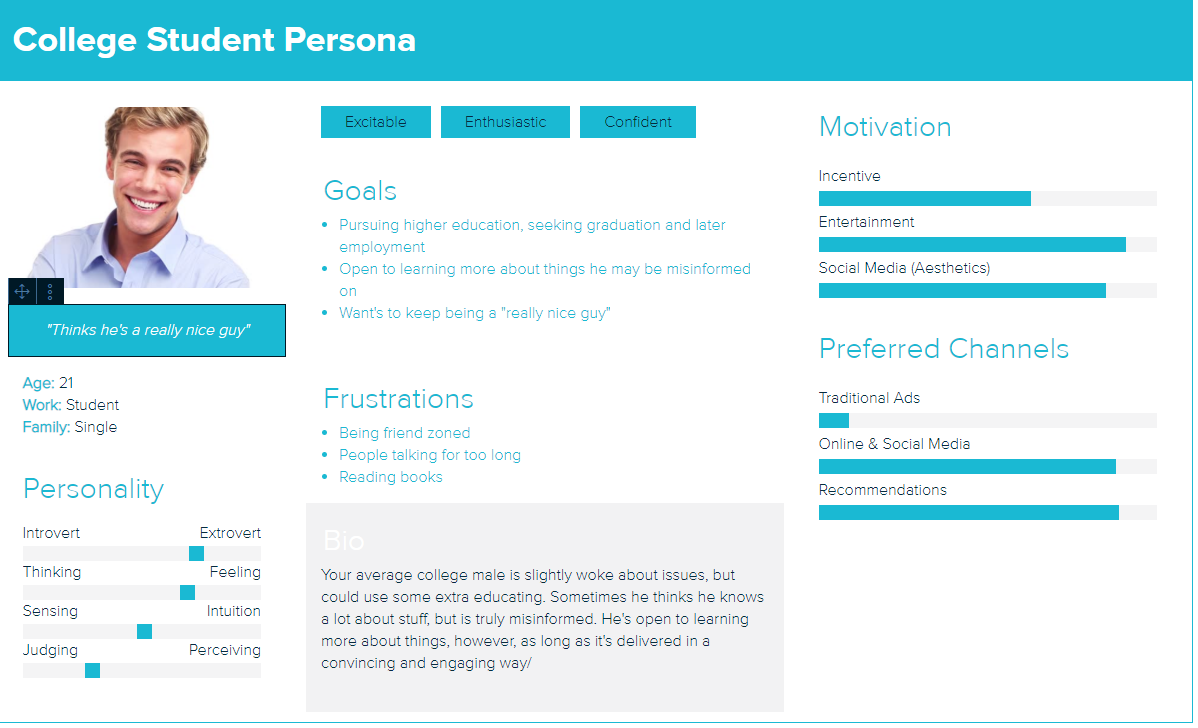 College Student Persona
"Thinks he's a really nice guy"
Age: 21
Work: Student
Family: Single
Personality
Introvert Extrovert
Thinking Feeling
Sensing Intuition
Judging Perceiving
Excitable Enthusiastic Confident
Goals
• Pursuing higher education, seeking graduation and later
employment
• Open to learning more about things he may be misinformed
on
• Want's to keep being a "really nice guy"
Frustrations
• Being friend zoned
• People talking for too long
• Reading books
Bio
Your average college male is slightly woke about issues, but
could use some extra educating. Sometimes he thinks he knows
a lot about stuff, but is truly misinformed. He's open to learning
more about things, however, as long as it's delivered in a
convincing and engaging way/
Motivation
Incentive
Entertainment
Social Media (Aesthetics)
Preferred Channels
Traditional Ads
Online & Social Media
Recommendations